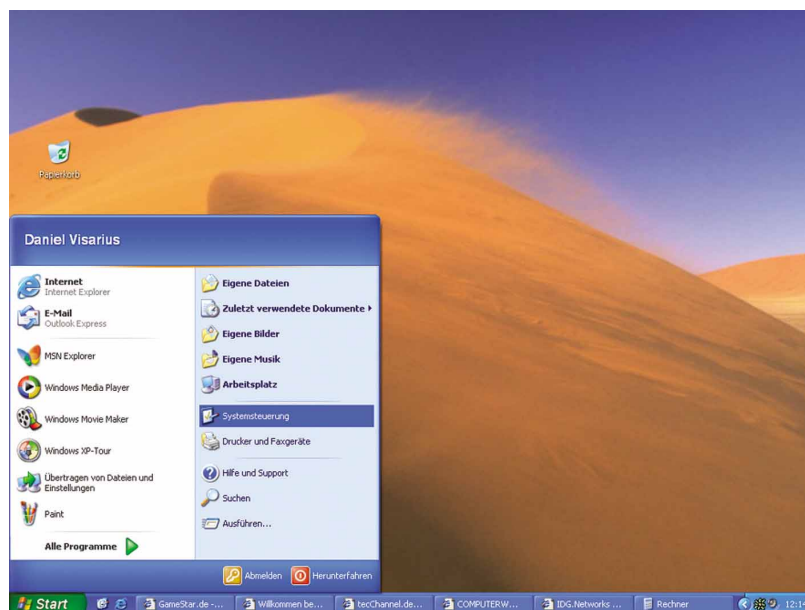 Papierkorb
Daniel Visarius
Internet
Internet Explorer
E-Mail
Outlook Express
MSN Explorer
Windows Media Player
Windows Movie Maker
Windows XP-Tour
Übertragen von Dateien und
Einstellungen
Paint
Alle Programme
Eigene Dateien
Zuletzt verwendete Dokumente
Eigene Bilder
Eigene Musik
Arbeitsplatz
Systemsteuerung
Drucker und Faxgeräte
Hilfe und Support
Suchen
Ausführen...
Abmelden
Herunterfahren
Start
GameStar.de -...
Willkommen be...
tecChannel.de...
COMPUTERW...
IDG.Networks ...
Rechner